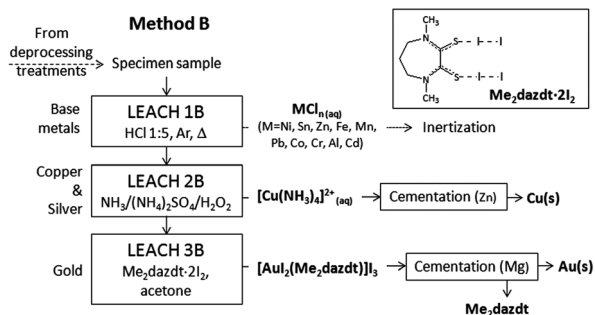 Method B
From
deprocessing
treatments
Specimen sample
CH₃
N
S--I--I
S--I--I
N
CH₃
Me₂dazdt·2I₂
Base
metals
LEACH 1B
HCl 1:5, Ar, Δ
MClₙ(aq)
(M=Ni, Sn, Zn, Fe, Mn,
Pb, Co, Cr, Al, Cd)
Inertization
Copper
&
Silver
LEACH 2B
NH3/(NH4)₂SO4/H₂O₂
[Cu(NH₃)₄]²⁺(aq)
Cementation (Zn)
Cu(s)
Gold
LEACH 3B
Me₂dazdt·2I₂,
acetone
[AuI₂(Me₂dazdt)]I₃
Cementation (Mg)
Au(s)
Me₂dazdt